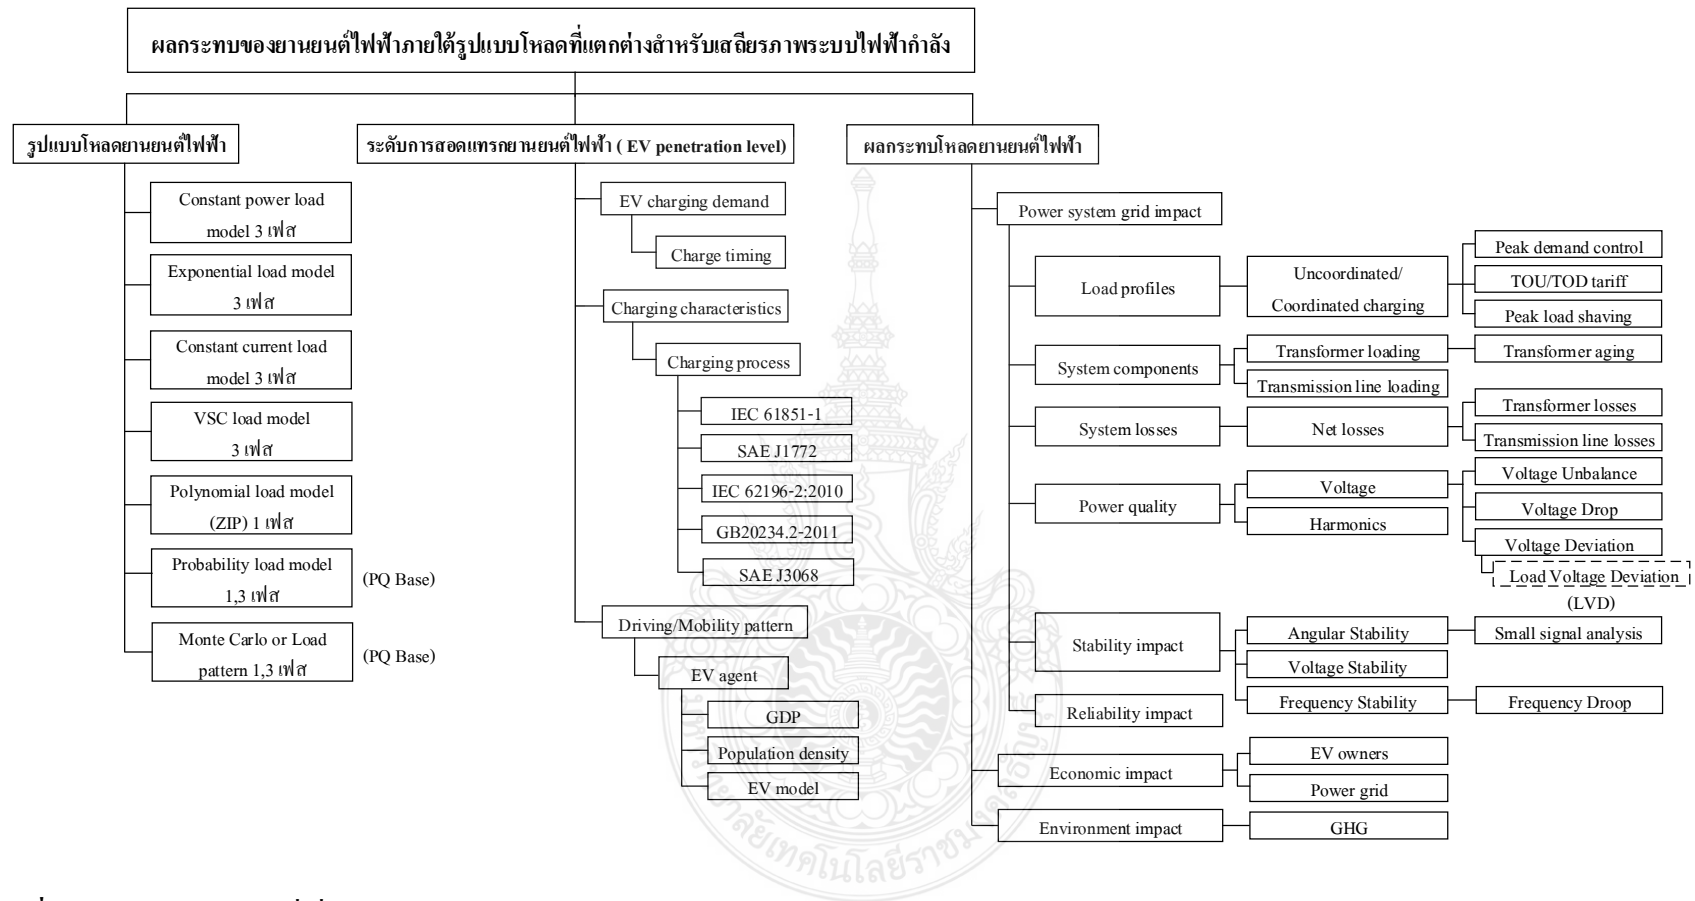 ผลกระทบของยานยนต์ไฟฟ้าภายใต้รูปแบบโหลดที่แตกต่างสำหรับเสถียรภาพระบบไฟฟ้ากำลัง
รูปแบบโหลดยานยนต์ไฟฟ้า
Constant power load
model 3 เฟส
Exponential load model
3 เฟส
Constant current load
model 3 เฟส
VSC load model
3 เฟส
Polynomial load model
(ZIP) 1 เฟส
Probability load model
1,3 เฟส
(PQ Base)
Monte Carlo or Load
pattern 1,3 เฟส
(PQ Base)
ระดับการสอดแทรกยานยนต์ไฟฟ้า ( EV penetration level)
EV charging demand
Charge timing
Charging characteristics
Charging process
IEC 61851-1
SAE J1772
IEC 62196-2:2010
GB20234.2-2011
SAE J3068
Driving/Mobility pattern
EV agent
GDP
Population density
EV model
ผลกระทบโหลดยานยนต์ไฟฟ้า
Power system grid impact
Load profiles
Uncoordinated/
Coordinated charging
Peak demand control
TOU/TOD tariff
Peak load shaving
System components
Transformer loading
Transformer aging
Transmission line loading
System losses
Net losses
Transformer losses
Transmission line losses
Power quality
Voltage
Voltage Unbalance
Voltage Drop
Voltage Deviation
Load Voltage Deviation
(LVD)
Harmonics
Stability impact
Angular Stability
Small signal analysis
Voltage Stability
Frequency Stability
Frequency Droop
Reliability impact
Economic impact
EV owners
Power grid
Environment impact
GHG